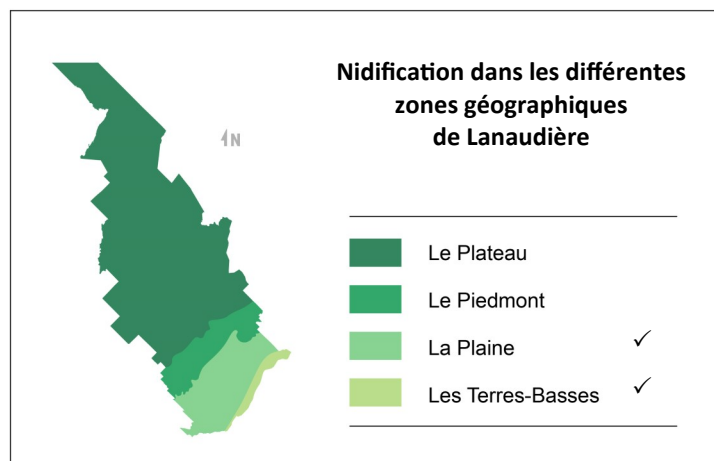 Nidification dans les différentes
zones géographiques
de Lanaudière
N
Le Plateau
Le Piedmont
La Plaine ✓
Les Terres-Basses ✓